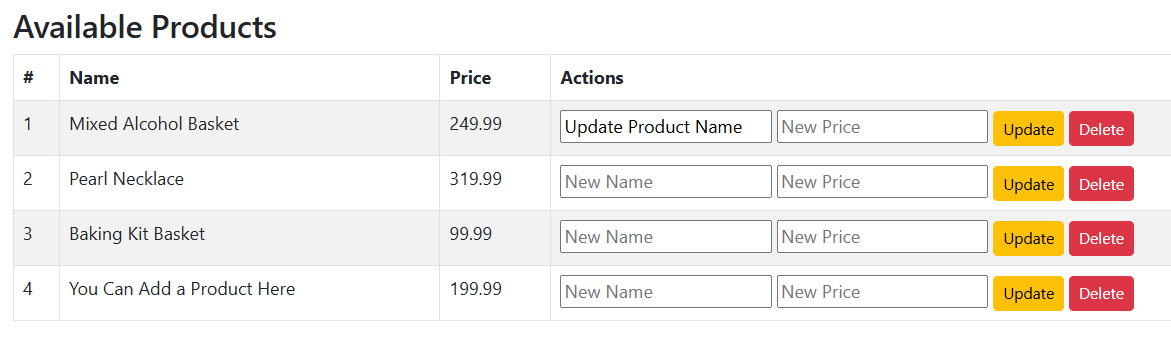 Available Products
# Name Price Actions
1 Mixed Alcohol Basket 249.99 Update Product Name New Price Update Delete
2 Pearl Necklace 319.99 New Name New Price Update Delete
3 Baking Kit Basket 99.99 New Name New Price Update Delete
4 You Can Add a Product Here 199.99 New Name New Price Update Delete